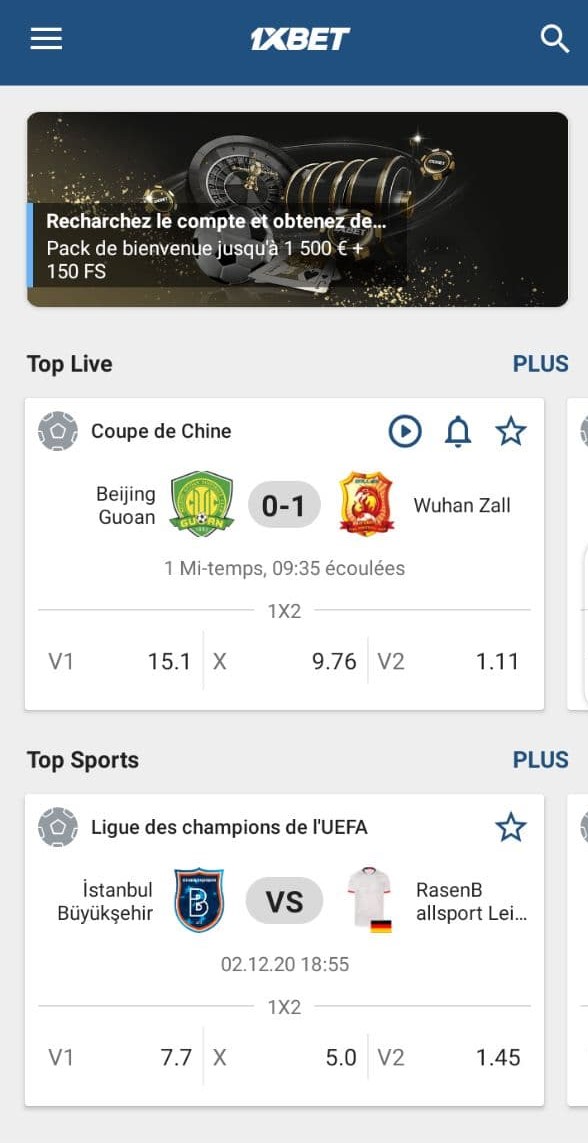 1XBET
Recharchez le compte et obtenez de...
Pack de bienvenue jusqu'à 1 500 € +
150 FS
Top Live
PLUS
Coupe de Chine
Beijing
Guoan
GUOAN
0-1
Wuhan Zall
1 Mi-temps, 09:35 écoulées
1X2
V1
15.1
X
9.76
V2
1.11
Top Sports
PLUS
Ligue des champions de l'UEFA
İstanbul
Büyükşehir
B
VS
RasenB
allsport Lei...
02.12.20 18:55
1X2
V1
7.7
X
5.0
V2
1.45